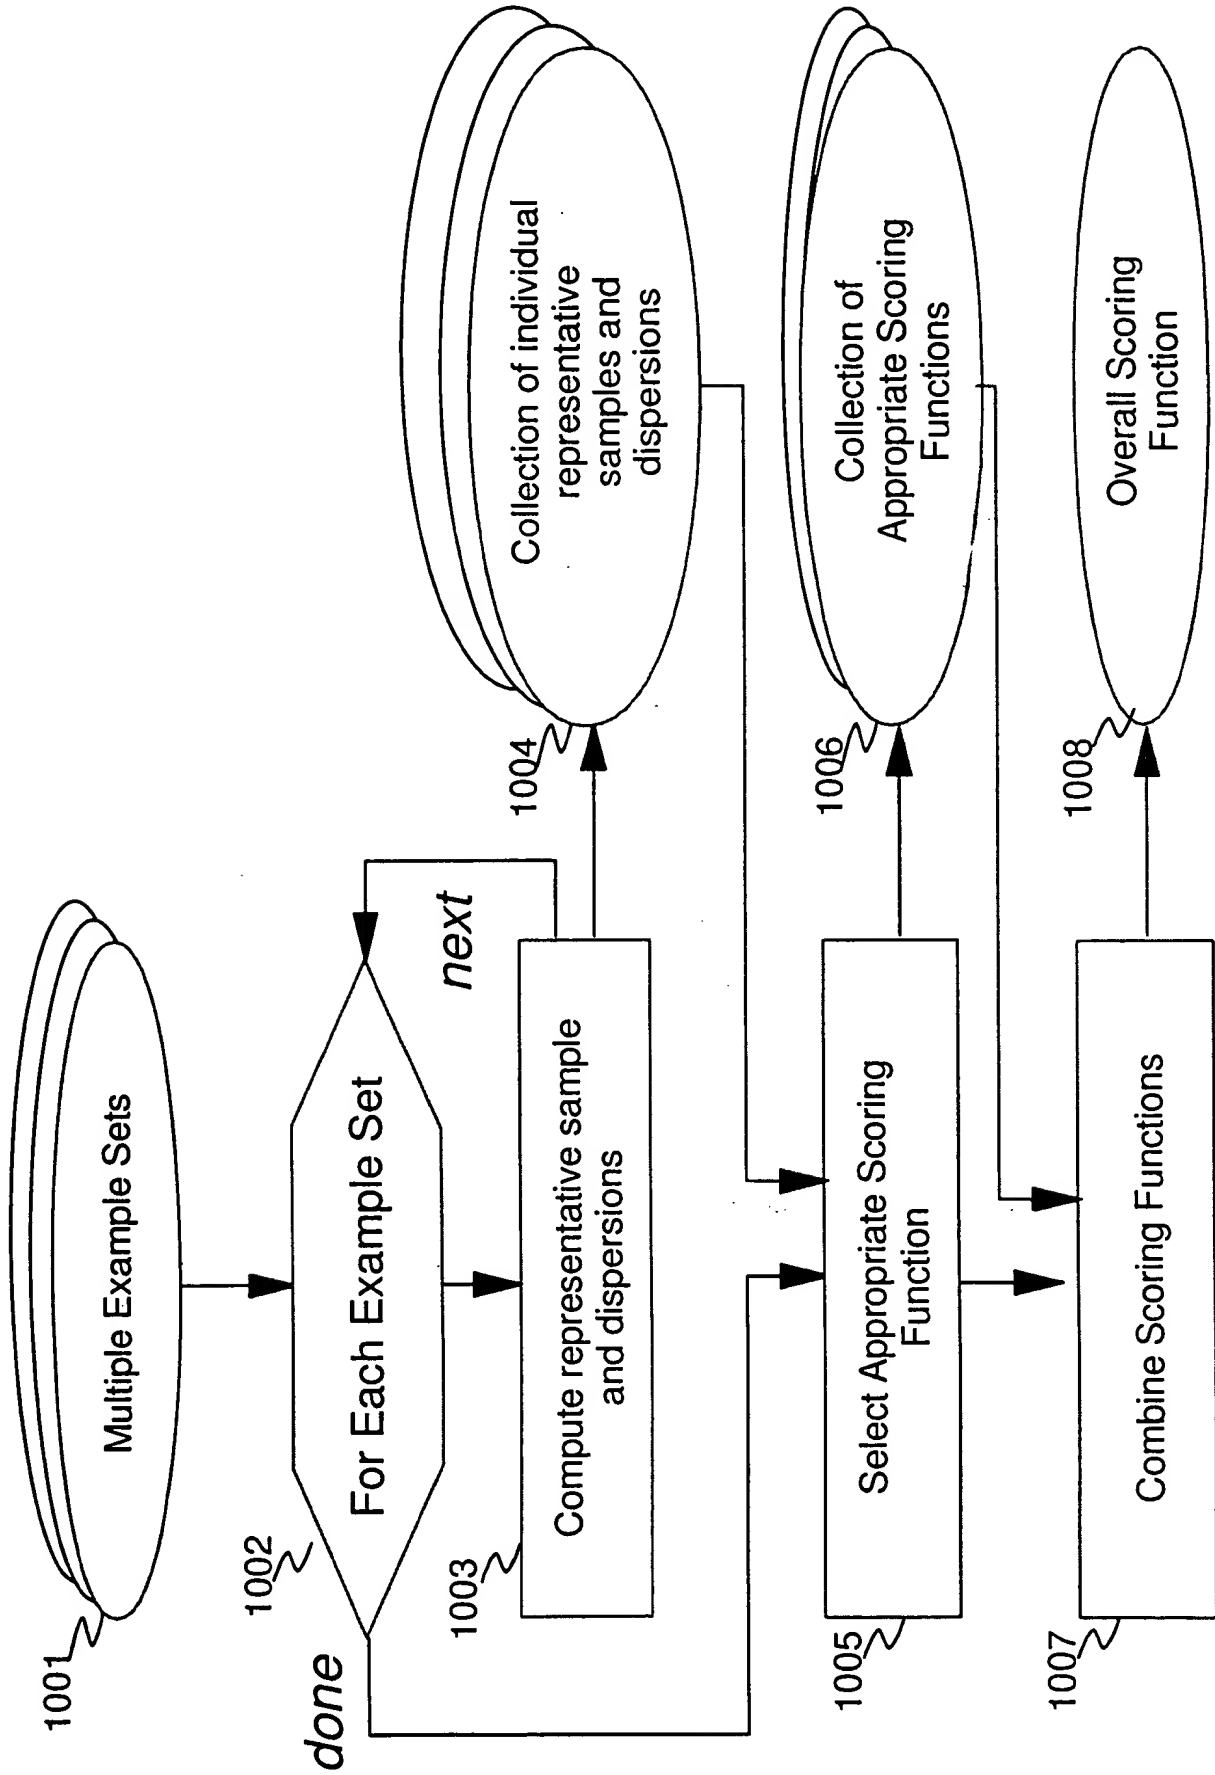 1001
Multiple Example Sets
1002
For Each Example Set
done
next
1003
Compute representative sample
and dispersions
1004
Collection of individual
representative
samples and
dispersions
1005
Select Appropriate Scoring
Function
1006
Collection of
Appropriate Scoring
Functions
1007
Combine Scoring Functions
1008
Overall Scoring
Function